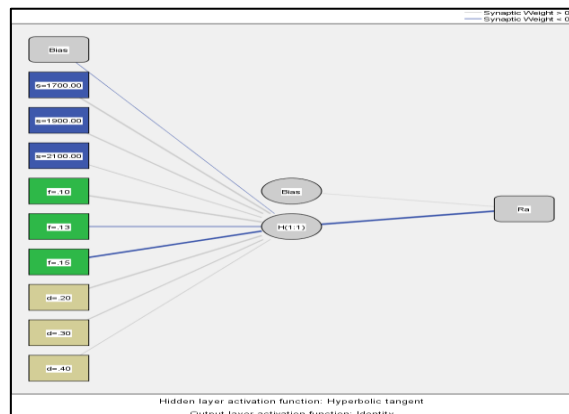 Synaptic Weight > 0
Synaptic Weight < 0
Bias
s=1700.00
s=1900.00
s=2100.00
f=.10
Bias
f=.13
H(1:1)
Ra
f=.15
d=.20
d=.30
d=.40
Hidden layer activation function: Hyperbolic tangent
Output layer activation function: Identity